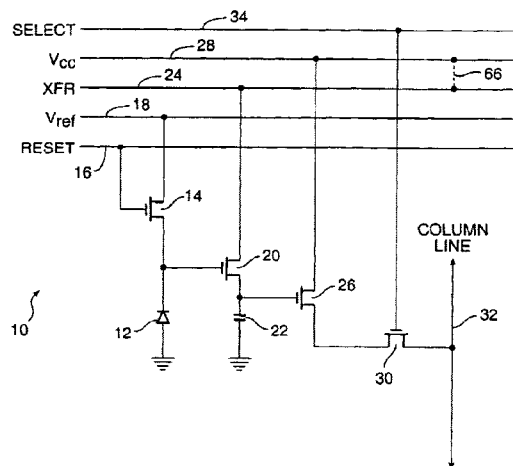 SELECT
34
Vcc
28
66
XFR
24
Vref
18
RESET
16
14
COLUMN
LINE
20
26
32
10
12
22
30